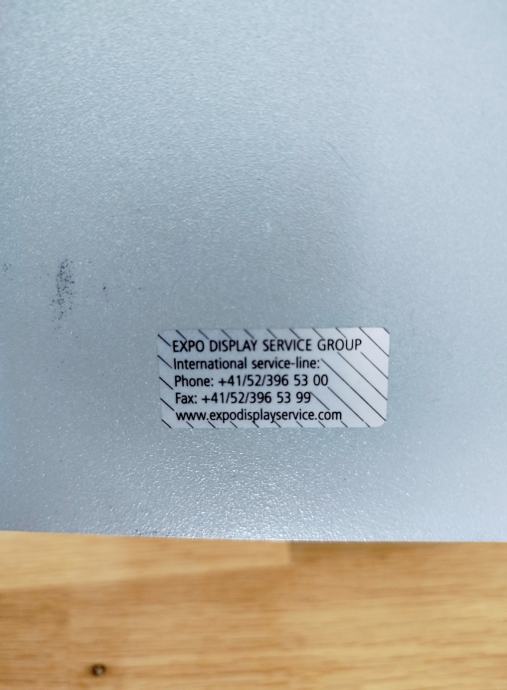 EXPO DISPLAY SERVICE GROUP
International service-line:
Phone: +41/52/396 53 00
Fax: +41/52/396 53 99
www.expodisplayservice.com